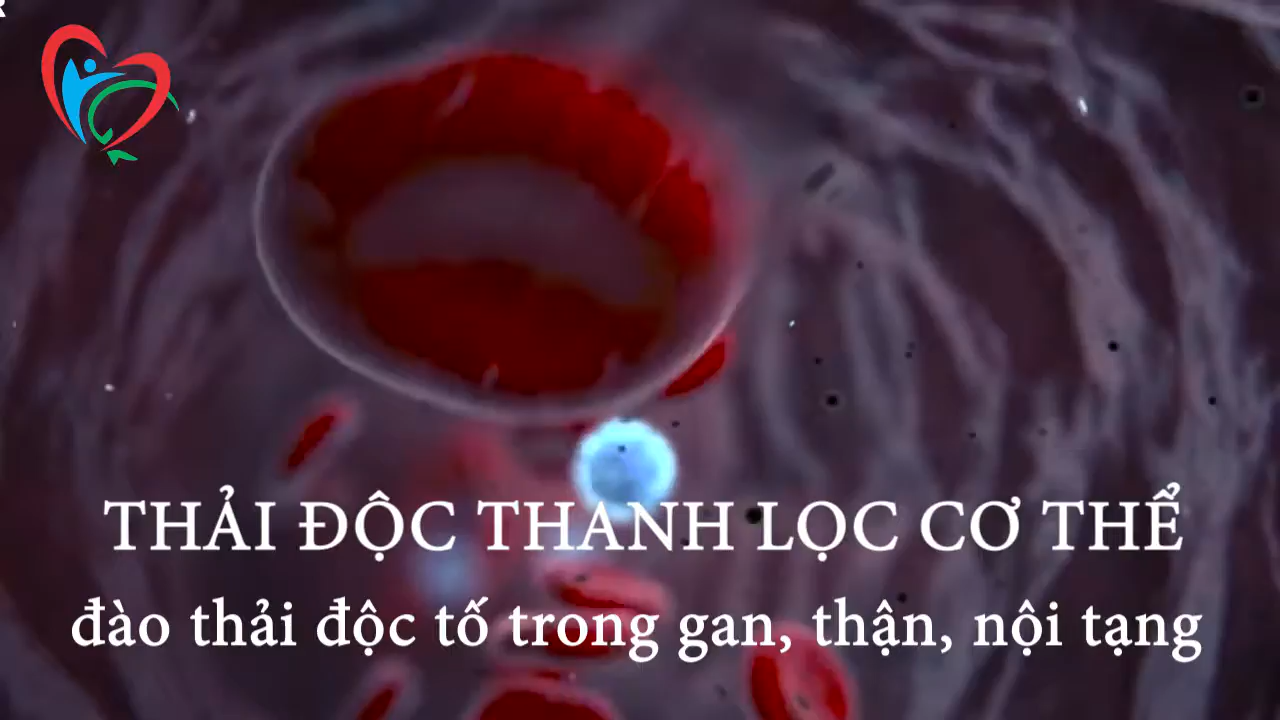 THẢI ĐỘC THANH LỌC CƠ THỂ
đào thải độc tố trong gan, thận, nội tạng